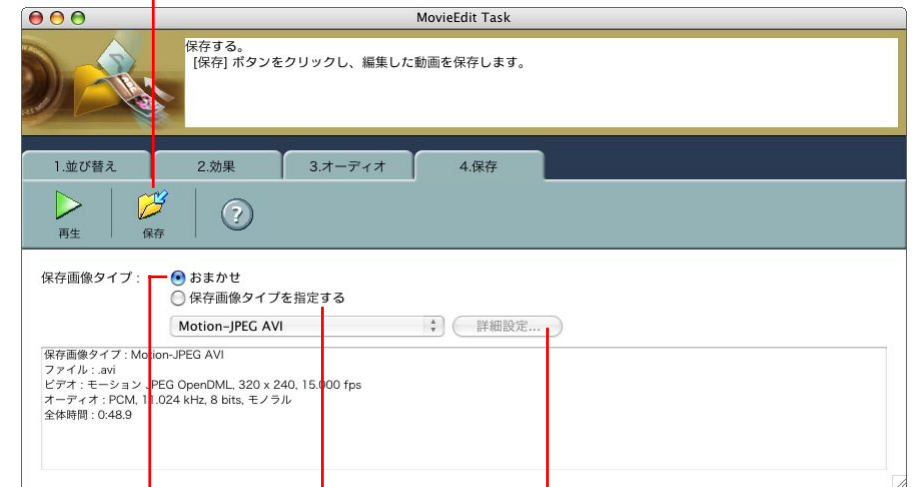 MovieEdit Task
保存する。
[保存] ボタンをクリックし、編集した動画を保存します。
1.並び替え 2.効果 3.オーディオ 4.保存
再生 保存 ?
保存画像タイプ : おまかせ
保存画像タイプを指定する
Motion-JPEG AVI 詳細設定...
保存画像タイプ : Motion-JPEG AVI
ファイル : .avi
ビデオ : モーション JPEG OpenDML, 320 x 240, 15.000 fps
オーディオ : PCM, 11.024 kHz, 8 bits, モノラル
全体時間 : 0:48.9